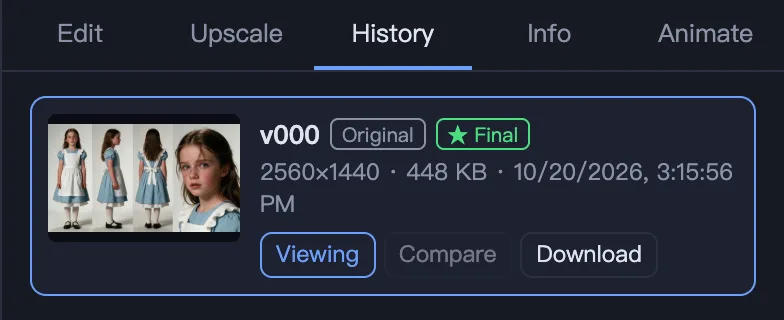 Edit Upscale History Info Animate
v000 Original ★ Final
2560×1440 · 448 KB · 10/20/2026, 3:15:56
PM
Viewing Compare Download